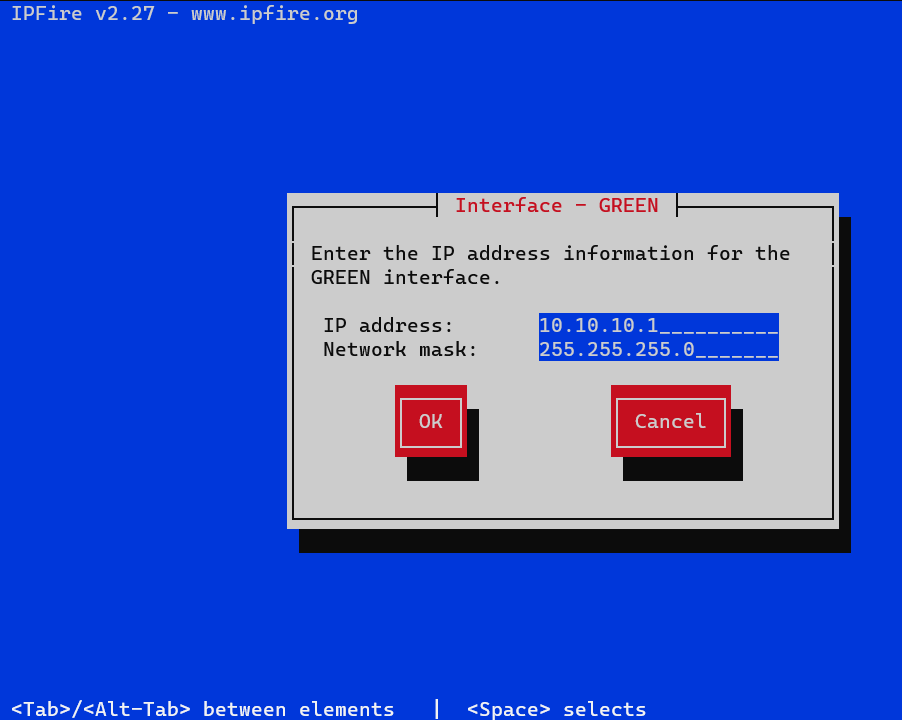 IPFire v2.27 - www.ipfire.org
Interface - GREEN
Enter the IP address information for the
GREEN interface.
IP address: 10.10.10.1__________
Network mask: 255.255.255.0_______
OK Cancel
<Tab>/<Alt-Tab> between elements | <Space> selects